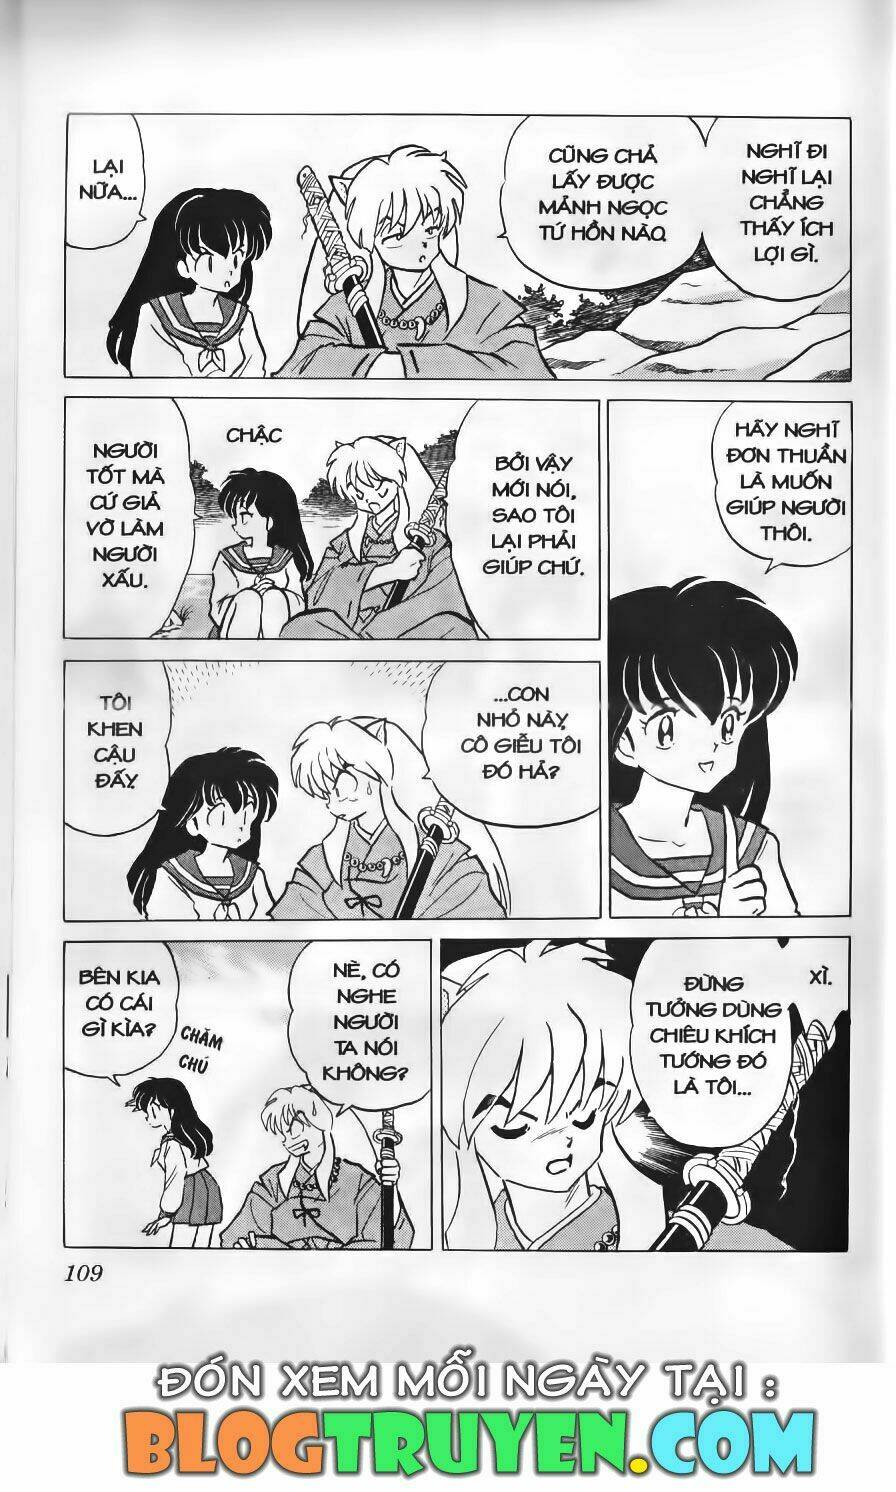 NGHĨ ĐI
NGHĨ LẠI
CHẲNG
THẤY ÍCH
LỢI GÌ.
CŨNG CHẢ
LẤY ĐƯỢC
MẢNH NGỌC
TỨ HỒN NÀO.
LẠI
NỮA...
HÃY NGHĨ
ĐƠN THUẦN
LÀ MUỐN
GIÚP NGƯỜI
THÔI.
BỞI VẬY
MỚI NÓI,
SAO TÔI
LẠI PHẢI
GIÚP CHỨ.
CHẬC
NGƯỜI
TỐT MÀ
CỨ GIẢ
VỜ LÀM
NGƯỜI
XẤU.
...CON
NHỎ NÀY,
CÔ GIỄU TÔI
ĐÓ HẢ?
TÔI
KHEN
CẬU
ĐẤY.
XÌ.
ĐỪNG
TƯỞNG DÙNG
CHIÊU KHÍCH
TƯỚNG ĐÓ
LÀ TÔI...
NÈ, CÓ
NGHE
NGƯỜI
TA NÓI
KHÔNG?
CHĂM
CHÚ
BÊN KIA
CÓ CÁI
GÌ KÌA?
109
ĐÓN XEM MỖI NGÀY TẠI :
BLOGTRUYEN.COM